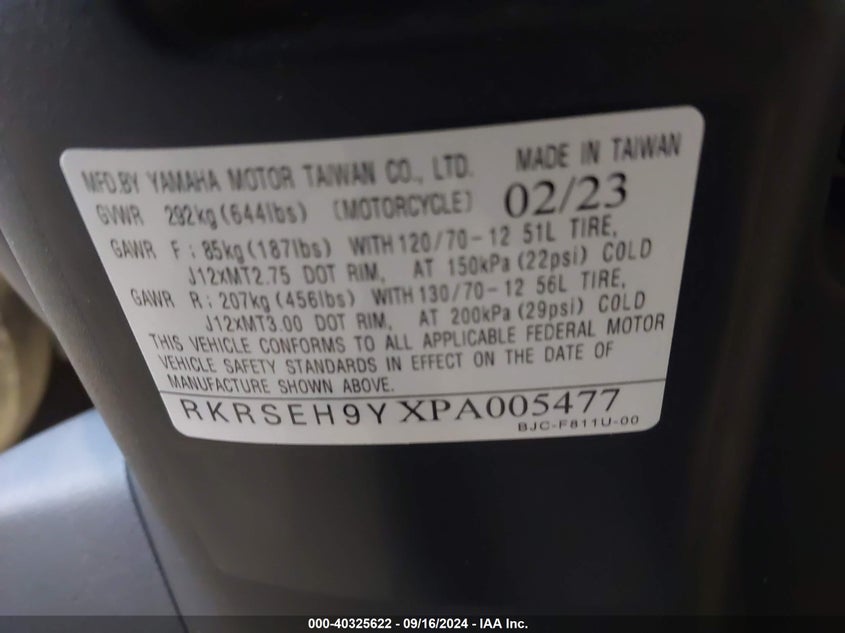 MFD.BY YAMAHA MOTOR TAIWAN CO., LTD. MADE IN TAIWAN
GVWR 292kg(644lbs) (MOTORCYCLE) 02/23
GAWR F : 85kg(187lbs) WITH 120/70-12 51L TIRE,
J12xMT2.75 DOT RIM, AT 150kPa(22psi) COLD
GAWR R : 207kg(456lbs) WITH 130/70-12 56L TIRE,
J12xMT3.00 DOT RIM, AT 200kPa(29psi) COLD
THIS VEHICLE CONFORMS TO ALL APPLICABLE FEDERAL MOTOR
VEHICLE SAFETY STANDARDS IN EFFECT ON THE DATE OF
MANUFACTURE SHOWN ABOVE.
RKRSEH9YXPA005477
BJC-F811U-00
000-40325622 / 09/16/2024 - IAA Inc.